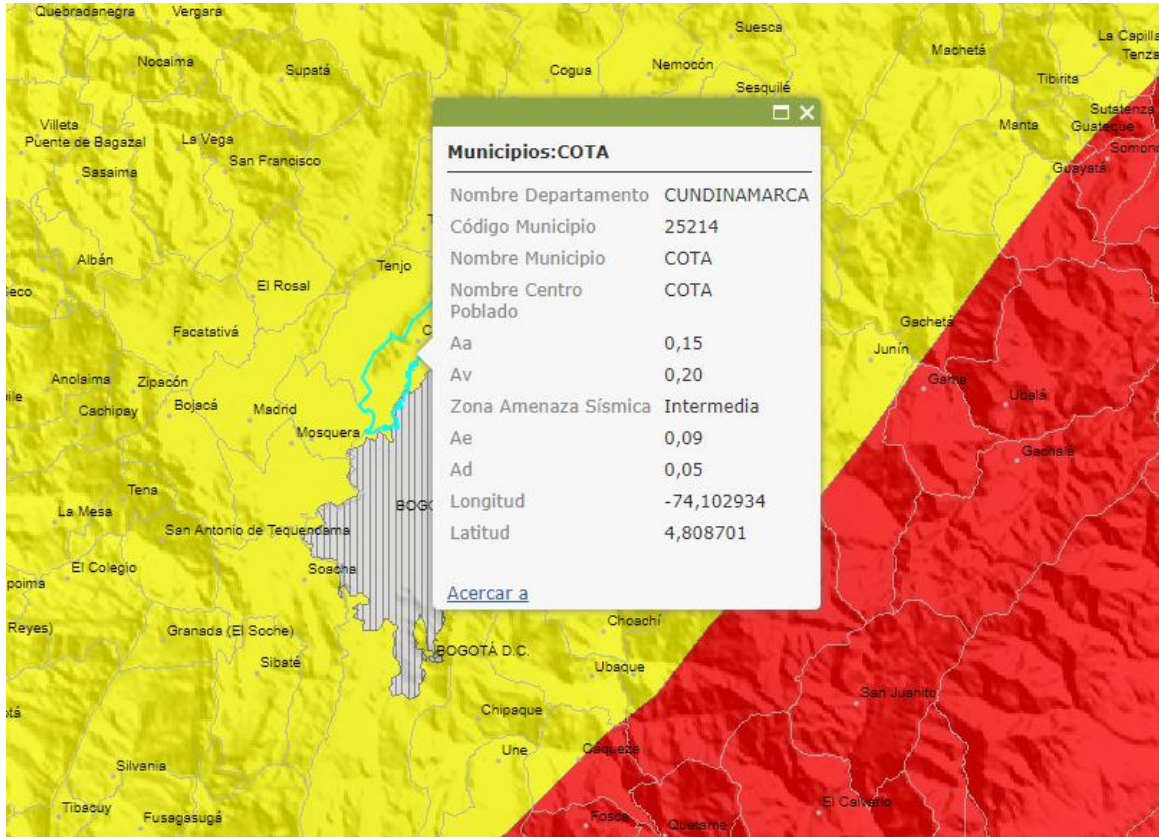 Quebradanegra
Vergara
Suesca
La Capilla
Tenza
Nocaima
Supatá
Cogua
Nemocón
Machetá
Tibirita
Sesquilé
Villeta
Puente de Bagazal
La Vega
San Francisco
Sasaima
Manta
Sutatenza
Guateque
Guayatá
Municipios:COTA
Nombre Departamento CUNDINAMARCA
Código Municipio 25214
Nombre Municipio COTA
Nombre Centro COTA
Poblado
Aa 0,15
Av 0,20
Zona Amenaza Sísmica Intermedia
Ae 0,09
Ad 0,05
Longitud -74,102934
Latitud 4,808701
Acercar a
Albán
Tenjo
El Rosal
Facatativá
Gachetá
Junín
Gama
Ubalá
Gachalá
Anolaima
Zipacón
Cachipay
Bojacá
Madrid
Mosquera
Tena
La Mesa
San Antonio de Tequendama
El Colegio
Soacha
Reyes)
Granada (El Soche)
Sibaté
BOGOTÁ D.C.
Choachí
Ubaque
San Juanito
Chipaque
Une
Cáqueza
Silvania
Tibacuy
Fusagasugá
Fosca
Quetame
El Calvario